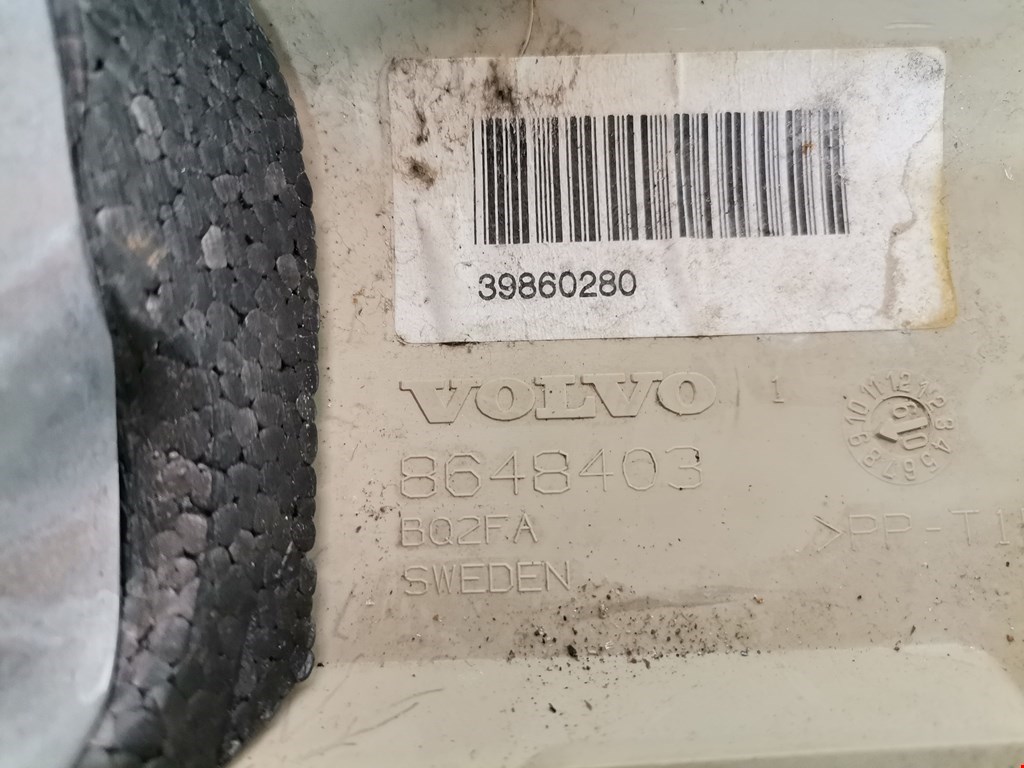 39860280
VOLVO 1
8648403
BQ2FA
SWEDEN
>PP-T1